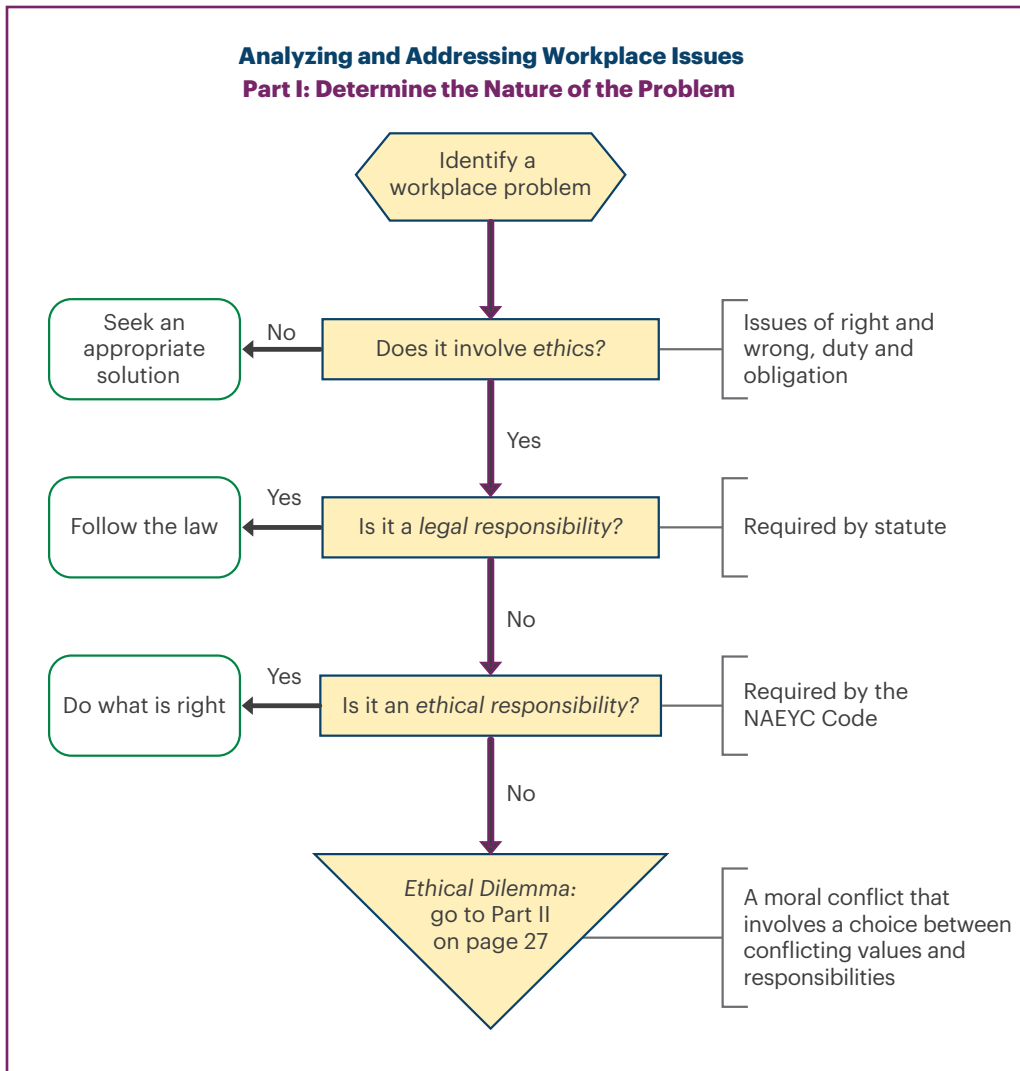 Analyzing and Addressing Workplace Issues
Part I: Determine the Nature of the Problem
Identify a
workplace problem
Seek an
appropriate
solution
No
Does it involve ethics?
Issues of right and
wrong, duty and
obligation
Yes
Follow the law
Yes
Is it a legal responsibility?
Required by statute
No
Do what is right
Yes
Is it an ethical responsibility?
Required by the
NAEYC Code
No
Ethical Dilemma:
go to Part II
on page 27
A moral conflict that
involves a choice between
conflicting values and
responsibilities